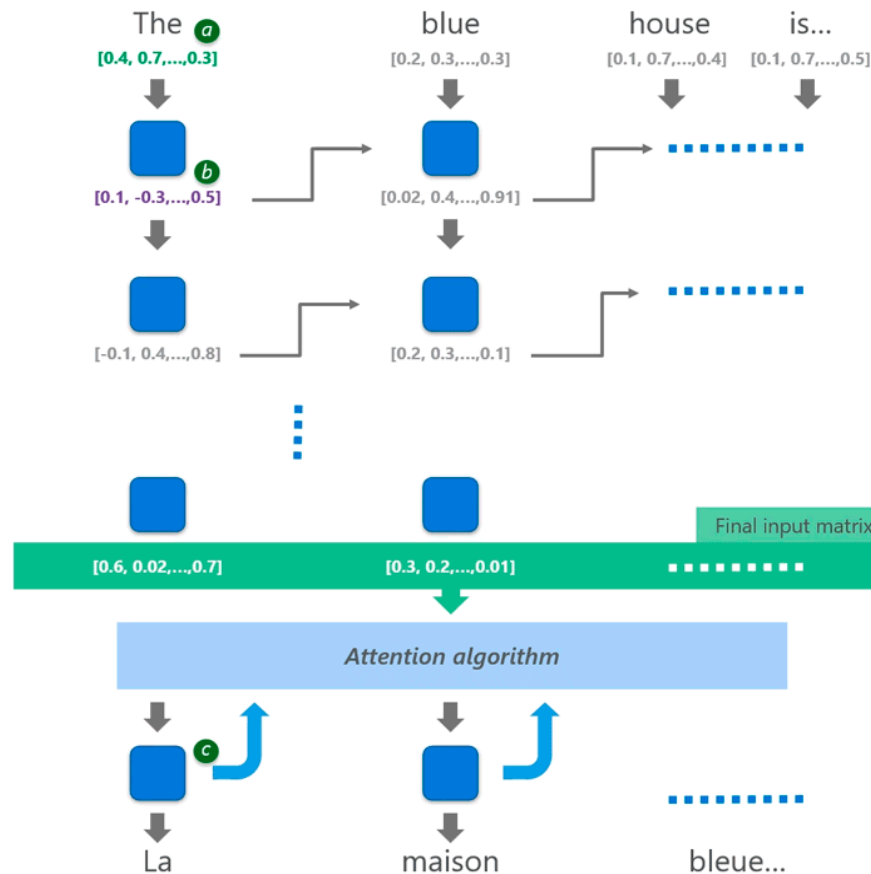 The a blue house is...
[0.4, 0.7,...,0.3] [0.2, 0.3,...,0.3] [0.1, 0.7,...,0.4] [0.1, 0.7,...,0.5]
b
[0.1, -0.3,...,0.5] [0.02, 0.4,...,0.91]
[-0.1, 0.4,...,0.8] [0.2, 0.3,...,0.1]
Final input matrix
[0.6, 0.02,...,0.7] [0.3, 0.2,...,0.01]
Attention algorithm
c
La maison bleue...